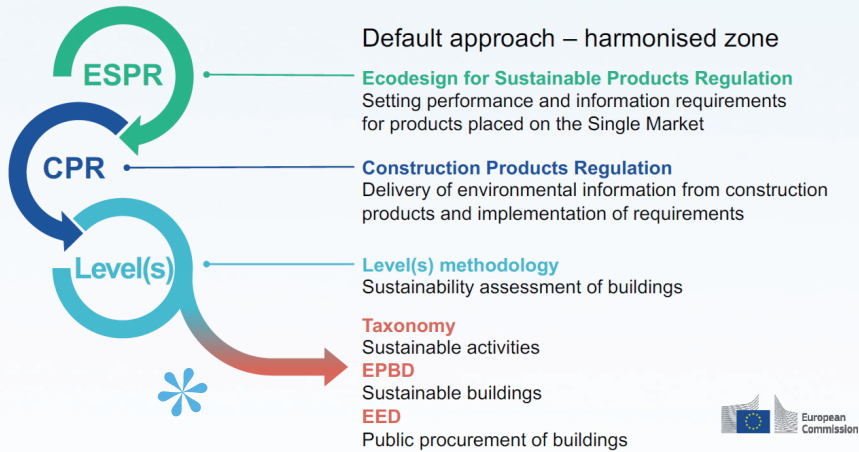 Default approach – harmonised zone
ESPR
Ecodesign for Sustainable Products Regulation
Setting performance and information requirements
for products placed on the Single Market
CPR
Construction Products Regulation
Delivery of environmental information from construction
products and implementation of requirements
Level(s)
Level(s) methodology
Sustainability assessment of buildings
Taxonomy
Sustainable activities
EPBD
Sustainable buildings
EED
Public procurement of buildings
European
Commission